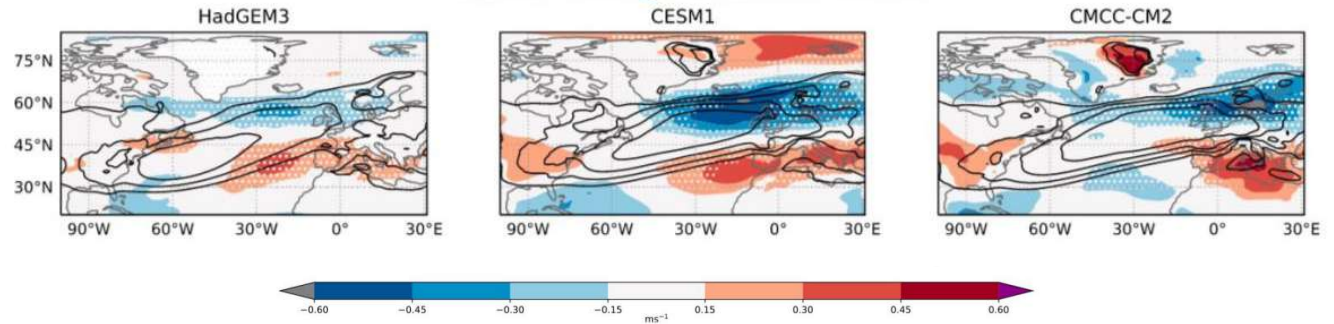 HadGEM3 CESM1 CMCC-CM2
75°N
60°N
45°N
30°N
90°W 60°W 30°W 0° 30°E 90°W 60°W 30°W 0° 30°E 90°W 60°W 30°W 0° 30°E
−0.60 −0.45 −0.30 −0.15 0.15 0.30 0.45 0.60
ms⁻¹